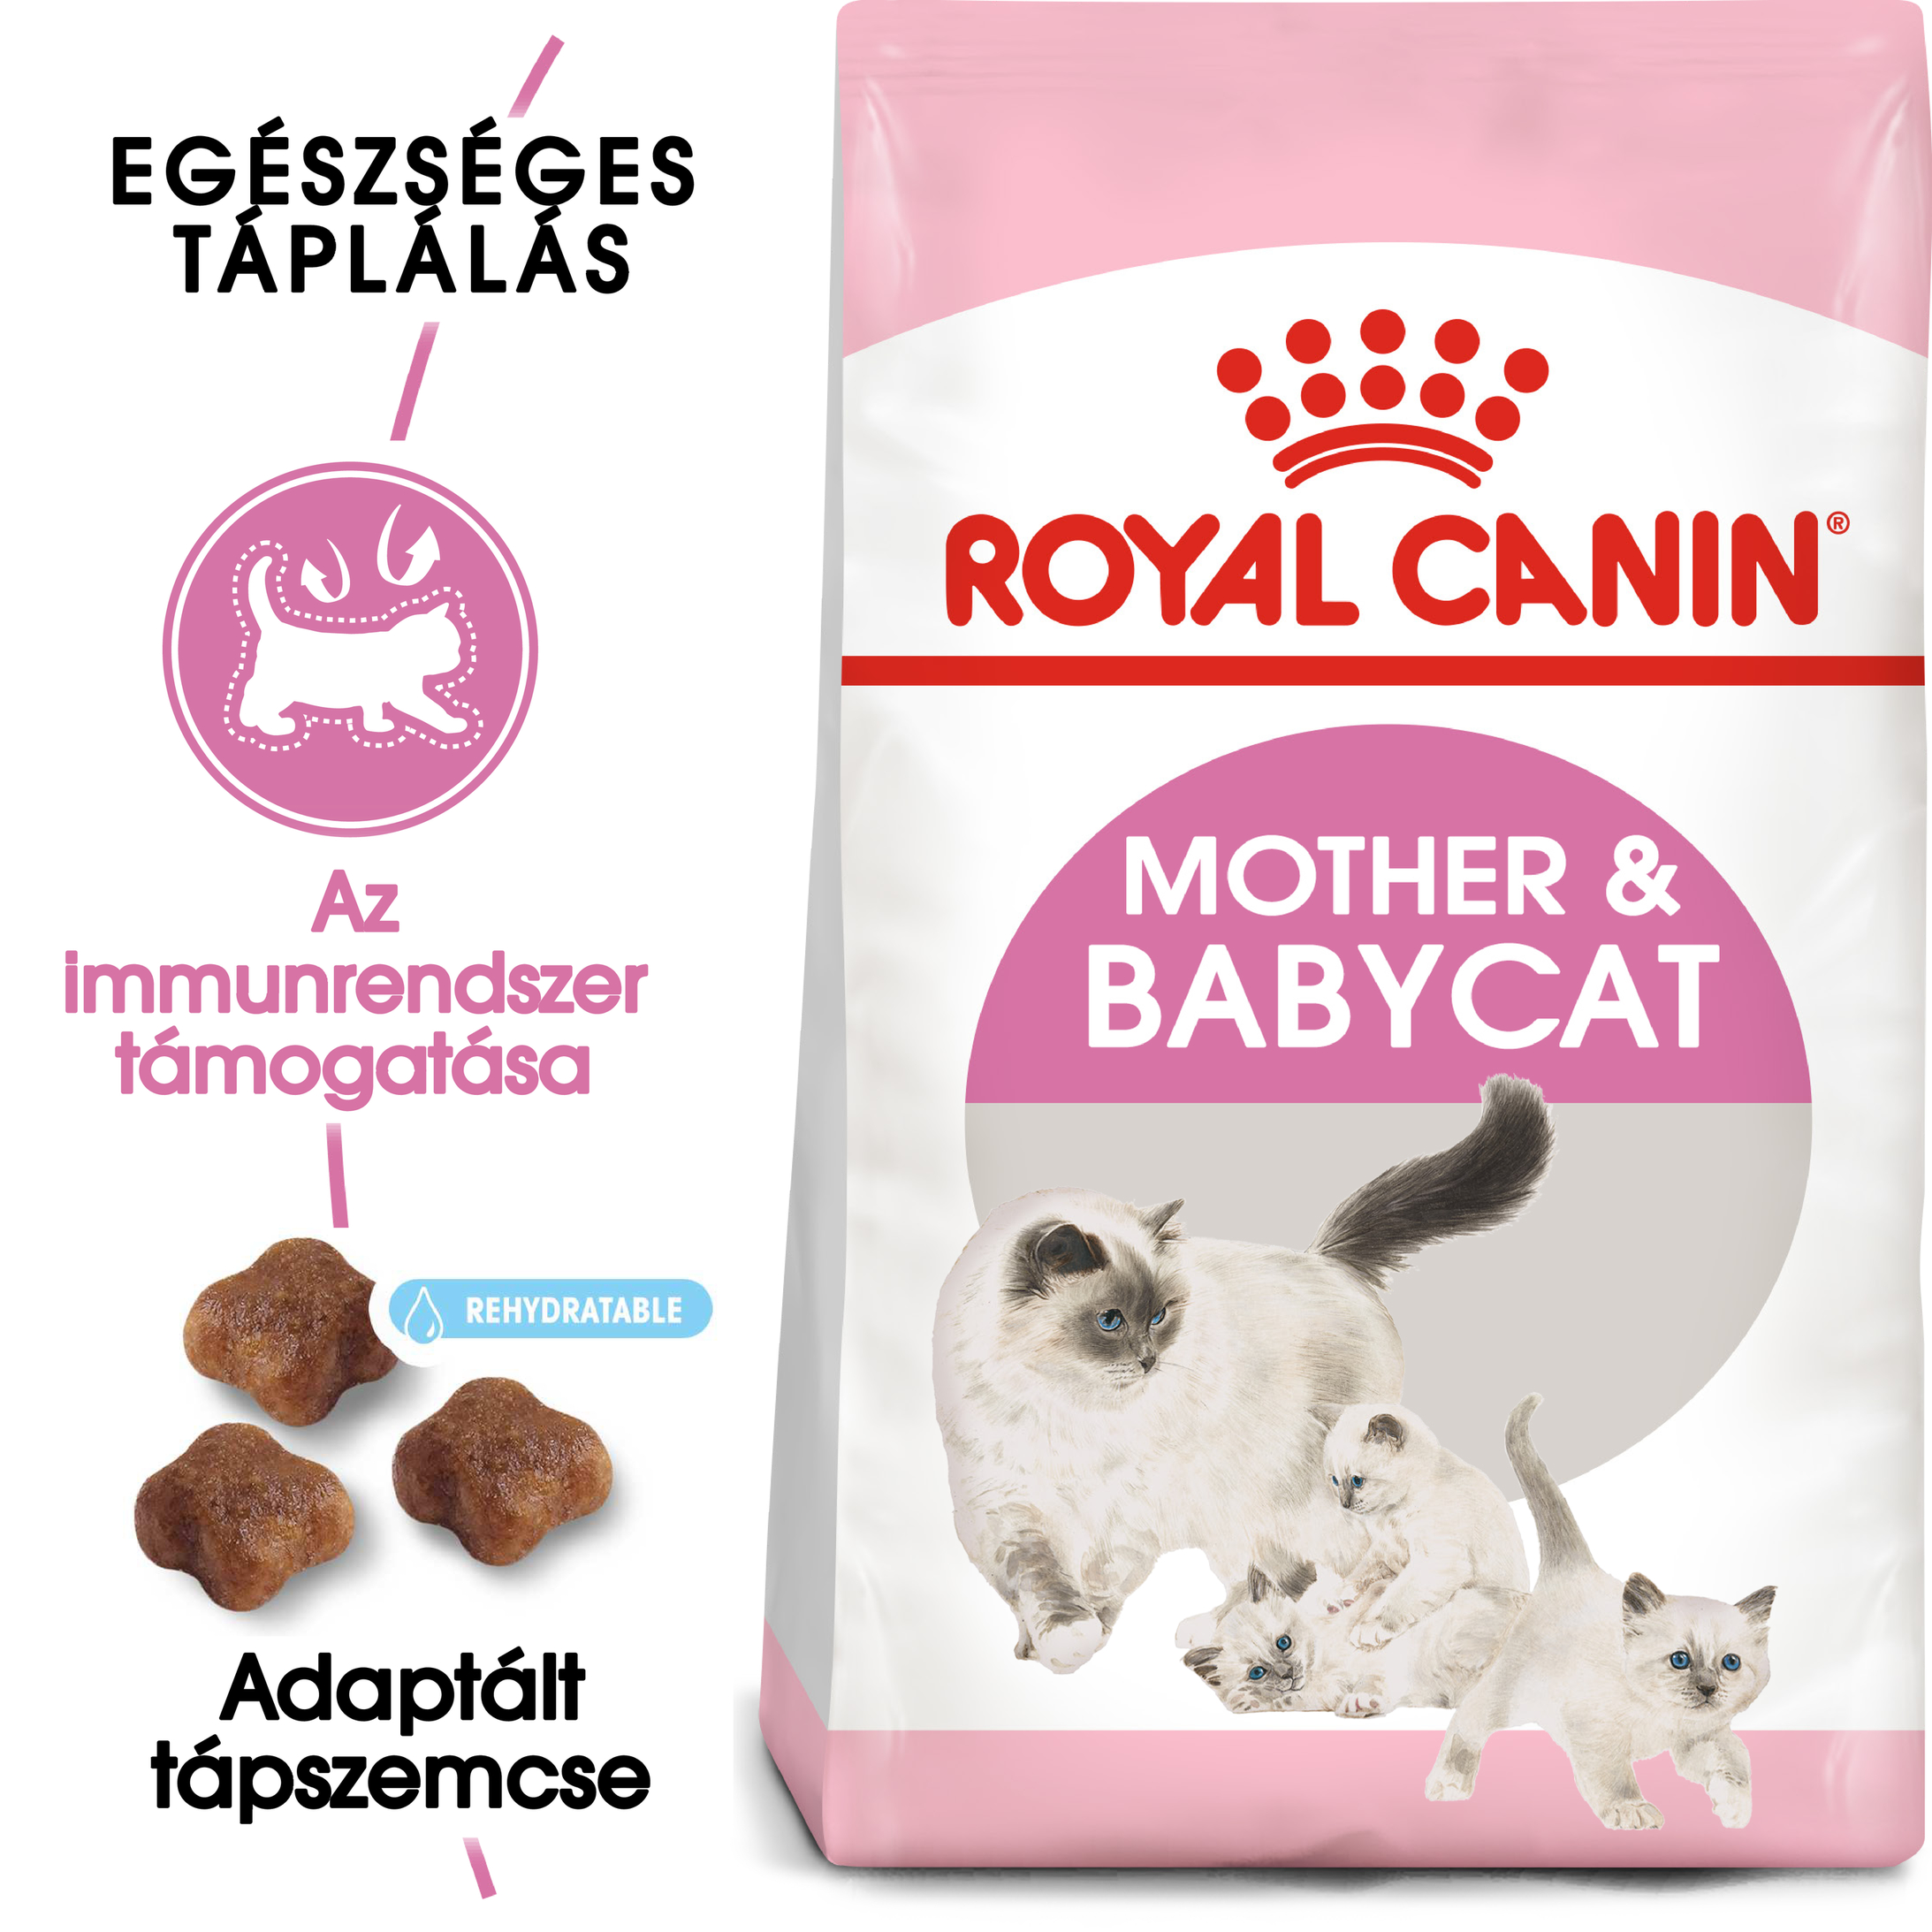 EGÉSZSÉGES
TÁPLÁLÁS
Az
immunrendszer
támogatása
REHYDRATABLE
Adaptált
tápszemcse
ROYAL CANIN®
MOTHER &
BABYCAT